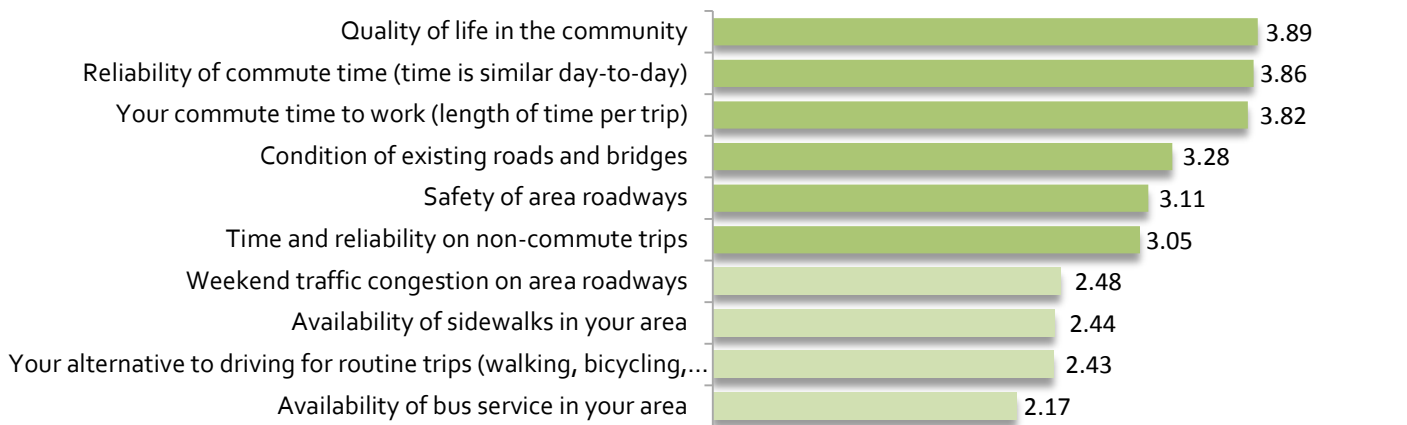 Quality of life in the community 3.89
Reliability of commute time (time is similar day-to-day) 3.86
Your commute time to work (length of time per trip) 3.82
Condition of existing roads and bridges 3.28
Safety of area roadways 3.11
Time and reliability on non-commute trips 3.05
Weekend traffic congestion on area roadways 2.48
Availability of sidewalks in your area 2.44
Your alternative to driving for routine trips (walking, bicycling,... 2.43
Availability of bus service in your area 2.17